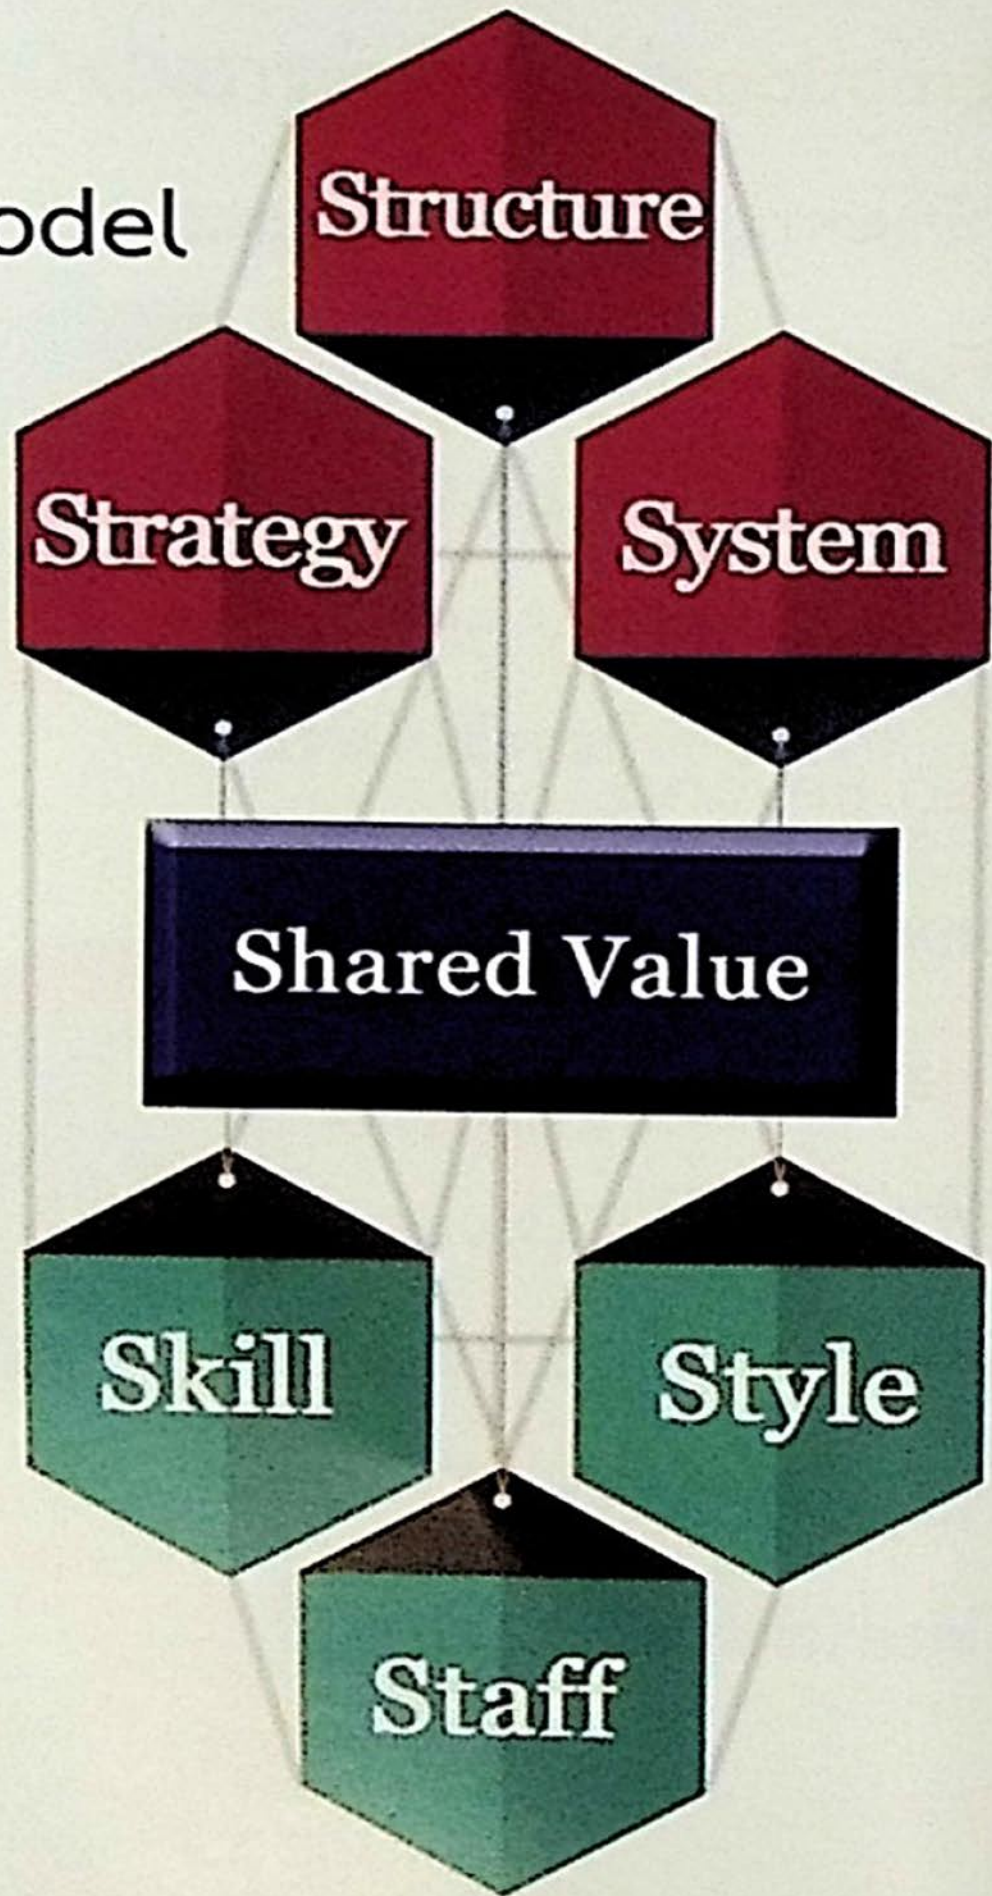 odel
Structure
Strategy
System
Shared Value
Skill
Style
Staff